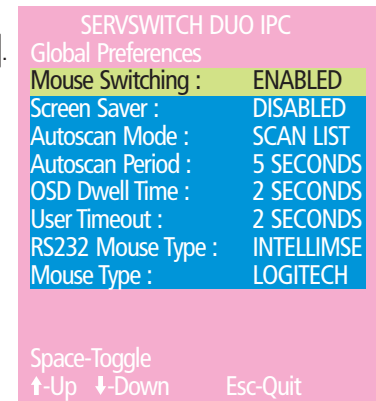 SERVSWITCH DUO IPC
Global Preferences
Mouse Switching : ENABLED
Screen Saver : DISABLED
Autoscan Mode : SCAN LIST
Autoscan Period : 5 SECONDS
OSD Dwell Time : 2 SECONDS
User Timeout : 2 SECONDS
RS232 Mouse Type : INTELLIMSE
Mouse Type : LOGITECH
Space-Toggle
↑-Up ↓-Down Esc-Quit